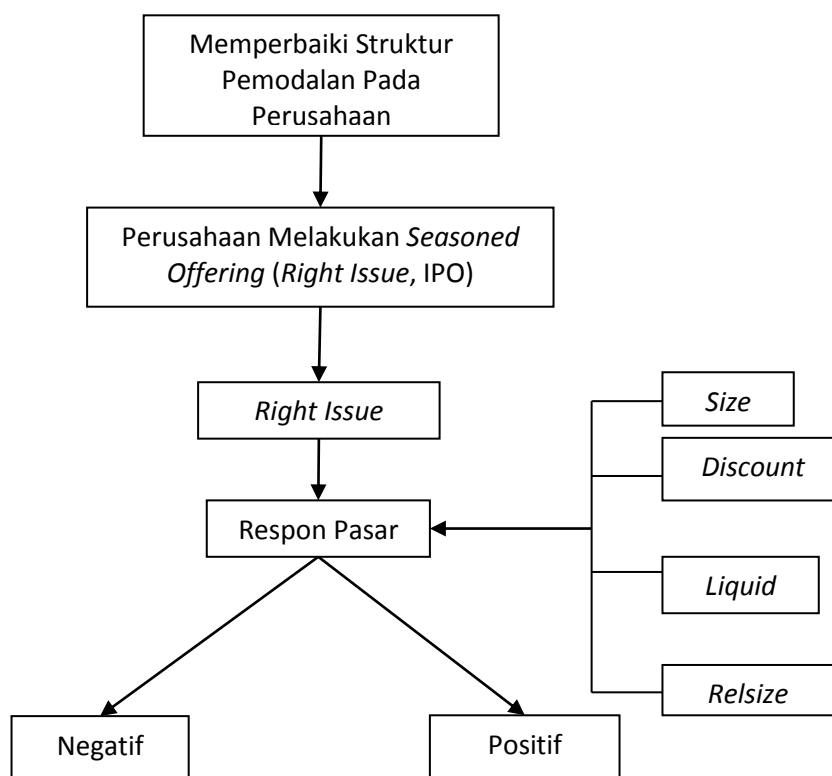 Memperbaiki Struktur
Pemodalan Pada
Perusahaan
Perusahaan Melakukan Seasoned
Offering (Right Issue, IPO)
Right Issue
Size
Discount
Respon Pasar
Liquid
Relsize
Negatif
Positif